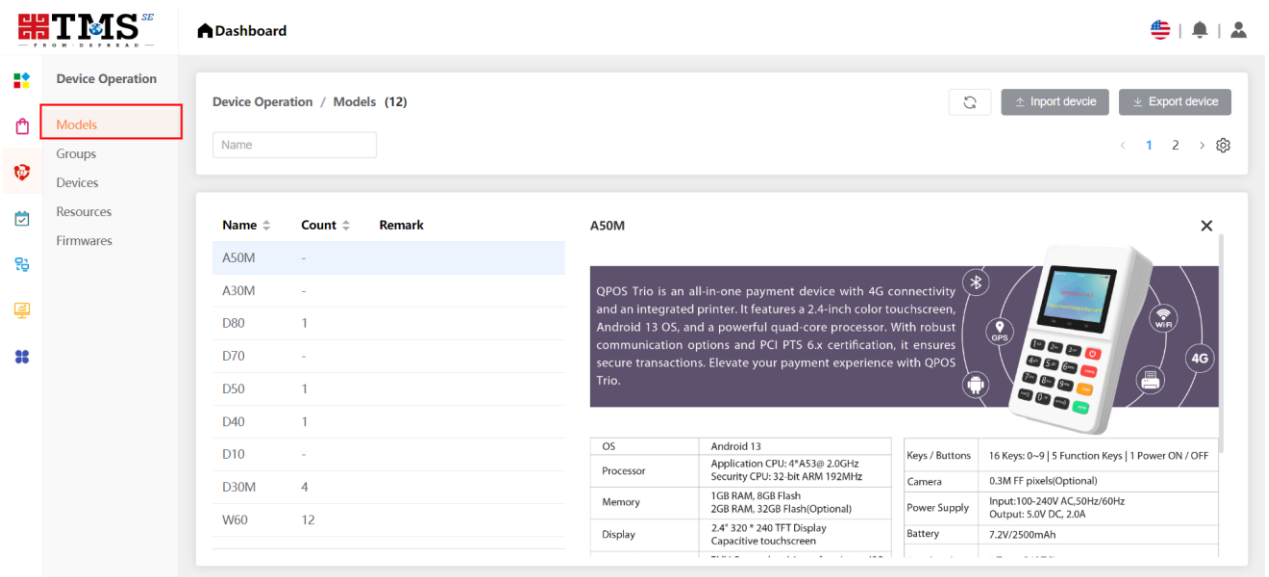 TMS SE
FROM·DSPREAD
Dashboard
Device Operation
Models
Groups
Devices
Resources
Firmwares
Device Operation / Models (12)
Inport devcie
Export device
Name
1 2
Name Count Remark
A50M -
A30M -
D80 1
D70 -
D50 1
D40 1
D10 -
D30M 4
W60 12
A50M
QPOS Trio is an all-in-one payment device with 4G connectivity
and an integrated printer. It features a 2.4-inch color touchscreen,
Android 13 OS, and a powerful quad-core processor. With robust
communication options and PCI PTS 6.x certification, it ensures
secure transactions. Elevate your payment experience with QPOS
Trio.
GPS
WiFi
4G
OS Android 13
Processor Application CPU: 4*A53@ 2.0GHz
Security CPU: 32-bit ARM 192MHz
Memory 1GB RAM, 8GB Flash
2GB RAM, 32GB Flash(Optional)
Display 2.4" 320 * 240 TFT Display
Capacitive touchscreen
Keys / Buttons 16 Keys: 0~9 | 5 Function Keys | 1 Power ON / OFF
Camera 0.3M FF pixels(Optional)
Power Supply Input:100-240V AC,50Hz/60Hz
Output: 5.0V DC, 2.0A
Battery 7.2V/2500mAh